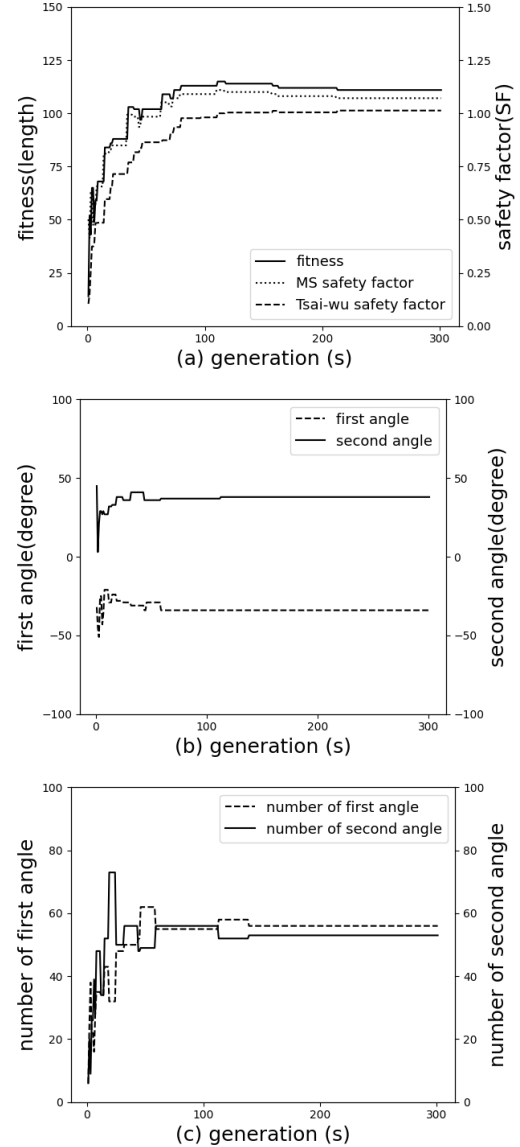 150
125
100
75
50
25
0
fitness(length)
1.50
1.25
1.00
0.75
0.50
0.25
0.00
safety factor(SF)
fitness
MS safety factor
Tsai-wu safety factor
0 100 200 300
(a) generation (s)
100
50
0
−50
−100
first angle(degree)
100
50
0
−50
−100
second angle(degree)
first angle
second angle
0 100 200 300
(b) generation (s)
100
80
60
40
20
0
number of first angle
100
80
60
40
20
0
number of second angle
number of first angle
number of second angle
0 100 200 300
(c) generation (s)